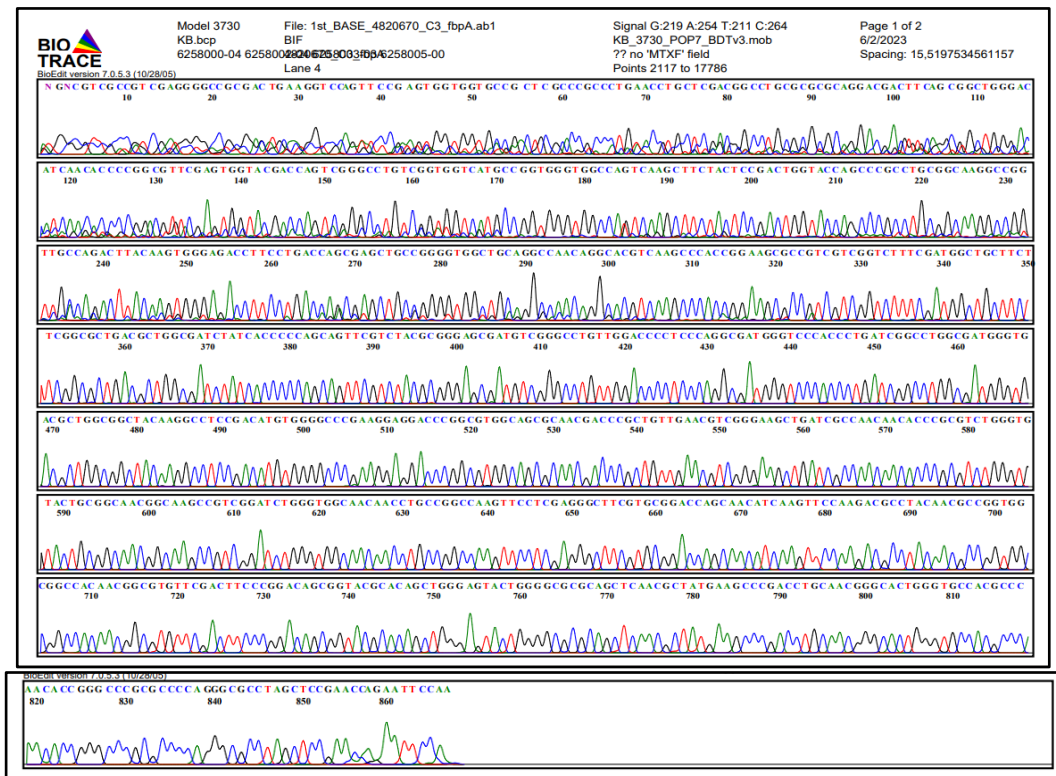 BIO
TRACE
BioEdit version 7.0.5.3 (10/28/05)
Model 3730
KB.bcp
6258000-04
File: 1st_BASE_4820670_C3_fbpA.ab1
BIF
6258005-00
Lane 4
Signal G:219 A:254 T:211 C:264
KB_3730_POP7_BDTv3.mob
?? no 'MTXF' field
Points 2117 to 17786
Page 1 of 2
6/2/2023
Spacing: 15,5197534561157
NGNCGTCGCCGTCGAGGGGCCGCGACTGAAGGTCCAGTTCCGAGTGGTGGTGCCGCTCGCCCGCCCTGAACCTGCTCGACGGCCTGCGCGCGCAGGACGACTTCAGCGGCTGGGAC
10 20 30 40 50 60 70 80 90 100 110
ATCAACACCCCGGCGTTCGAGTGGTACGACCAGTCGGGCCTGTCGGTGGTCATGCCGGTGGGTGGCCAGTCAAGCTTCTACTCCGACTGGTACCAGCCCGCCTGCGGCAAGGCCGG
120 130 140 150 160 170 180 190 200 210 220 230
TTGCCAGACTTACAAGTGGGAGACCTTCCTGACCAGCGAGCTGCCGGGGTGGCTGCAGGCCAACAGGCACGTCAAGCCCACCGGAAGCGCCGTCGTCGGTCTTTCGATGGCTGCTTCT
240 250 260 270 280 290 300 310 320 330 340 350
TCGGCGCTGACGCTGGCGATCTATCACCCCCAGCAGTTCGTCTACGCGGGAGCGATGTCGGGCCTGTTGGACCCCTCCCAGGCGATGGGTCCCACCCTGATCGGCCTGGCGATGGGTG
360 370 380 390 400 410 420 430 440 450 460
ACGCTGGCGGCTACAAGGCCTCCGACATGTGGGGCCCGAAGGAGGACCCGGCGTGGCAGCGCAACGACCCGCTGTTGAACGTCGGGAAGCTGATCGCCAACAACACCCGCGTCTGGGTG
470 480 490 500 510 520 530 540 550 560 570 580
TACTGCGGCAACGGCAAGCCGTCGGATCTGGGTGGCAACAACCTGCCGGCCAAGTTCCTCGAGGGCTTCGTGCGGACCAGCAACATCAAGTTCCAAGACGCCTACAACGCCGGTGG
590 600 610 620 630 640 650 660 670 680 690 700
CGGCCACAACGGCGTGTTCGACTTCCCGGACAGCGGTACGCACAGCTGGGAGTACTGGGGCGCGCAGCTCAACGCTATGAAGCCCGACCTGCAACGGGCACTGGGTGCCACGCCC
710 720 730 740 750 760 770 780 790 800 810
BioEdit version 7.0.5.3 (10/28/05)
AACACCGGGCCCGCGCCCCAGGGCGCCTAGCTCCGAACCAGAATTCCAA
820 830 840 850 860